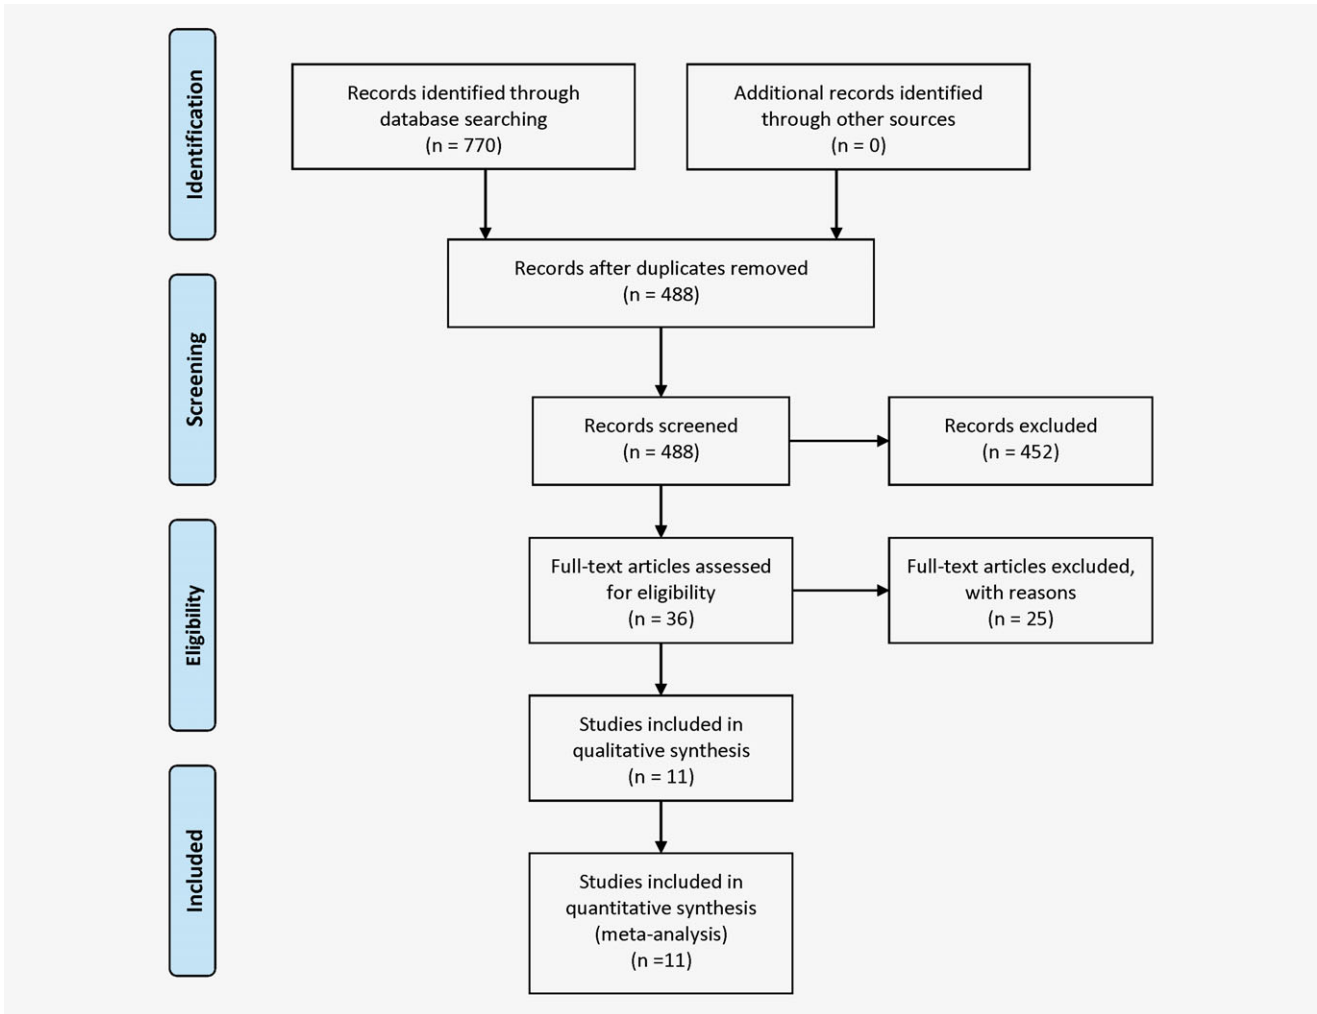 Identification
Records identified through
database searching
(n = 770)
Additional records identified
through other sources
(n = 0)
Records after duplicates removed
(n = 488)
Screening
Records screened
(n = 488)
Records excluded
(n = 452)
Eligibility
Full-text articles assessed
for eligibility
(n = 36)
Full-text articles excluded,
with reasons
(n = 25)
Studies included in
qualitative synthesis
(n = 11)
Included
Studies included in
quantitative synthesis
(meta-analysis)
(n =11)